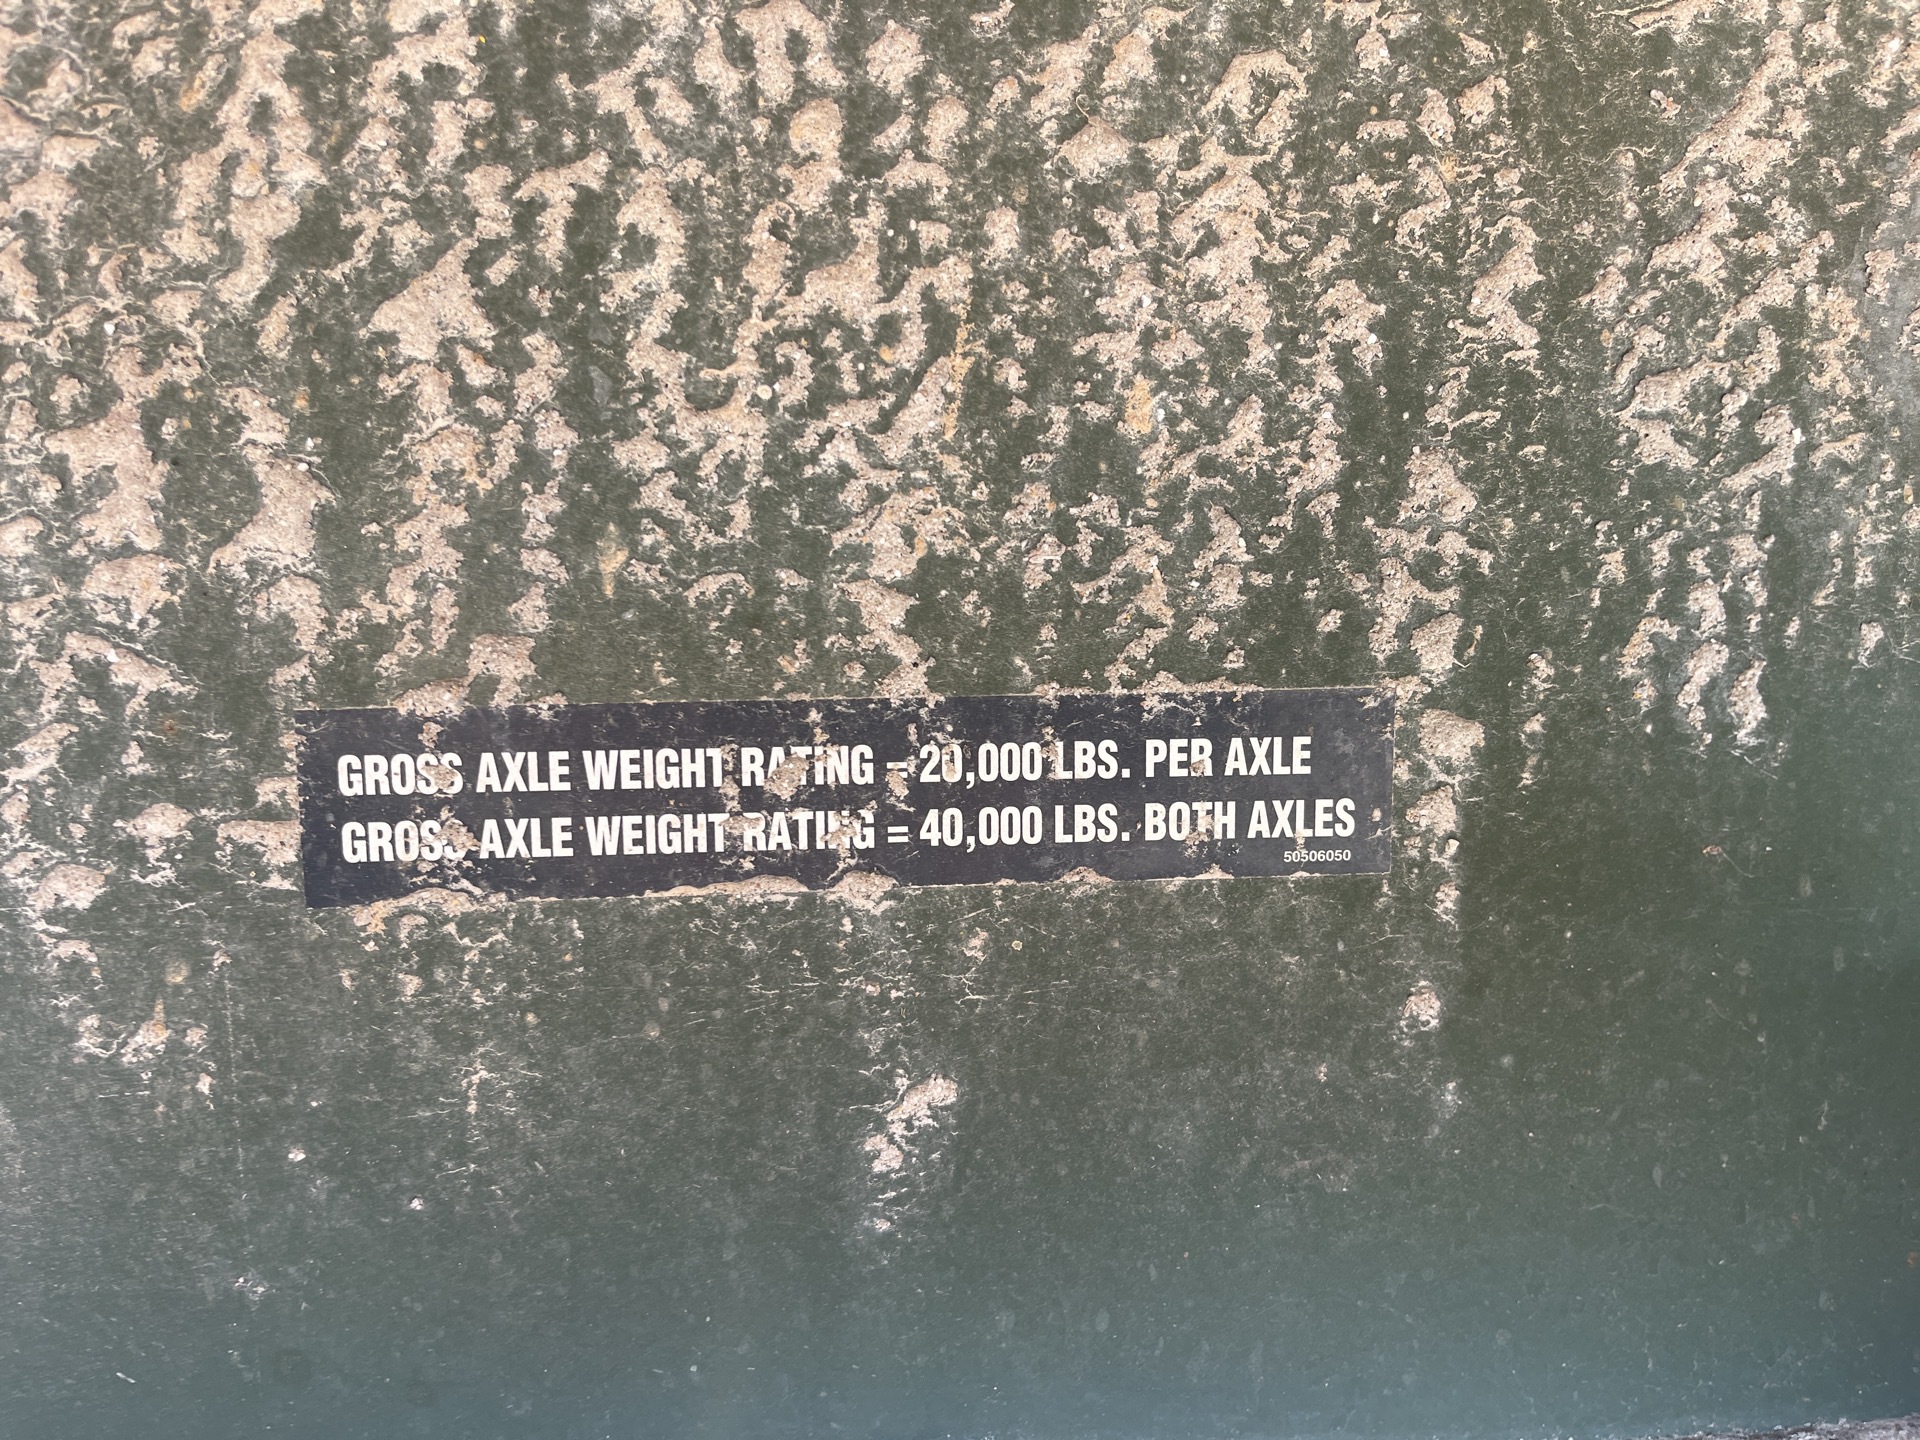 GROSS AXLE WEIGHT RATING = 20,000 LBS. PER AXLE
GROSS AXLE WEIGHT RATING = 40,000 LBS. BOTH AXLES
50506050